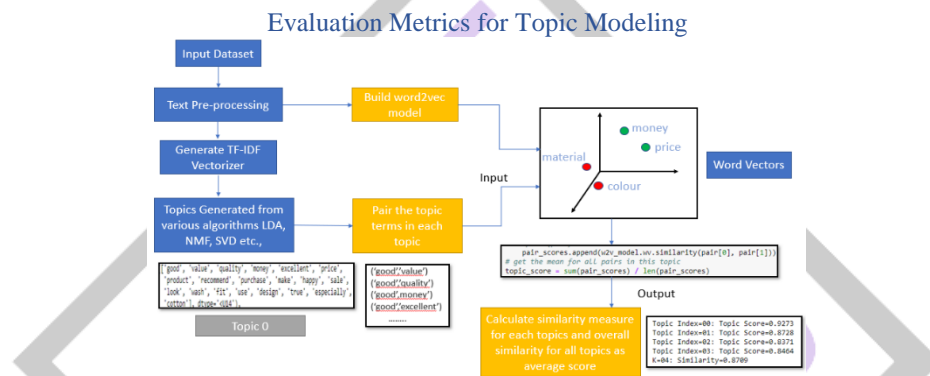 Evaluation Metrics for Topic Modeling
Input Dataset
Text Pre-processing
Build word2vec
model
Generate TF-IDF
Vectorizer
Topics Generated from
various algorithms LDA,
NMF, SVD etc.,
Pair the topic
terms in each
topic
Input
money
price
material
colour
Word Vectors
['good', 'value', 'quality', 'money', 'excellent', 'price',
'product', 'recommend', 'purchase', 'make', 'happy', 'sale',
'look', 'wash', 'fit', 'use', 'design', 'true', 'especially',
'cotton'], dtype='<U14'),
Topic 0
('good','value')
('good','quality')
('good',money')
('good','excellent')
........
pair_scores.append(w2v_model.wv.similarity(pair[0], pair[1]))
# get the mean for all pairs in this topic
topic_score = sum(pair_scores) / len(pair_scores)
Output
Calculate similarity measure
for each topics and overall
similarity for all topics as
average score
Topic Index=00: Topic Score=0.9273
Topic Index=01: Topic Score=0.8728
Topic Index=02: Topic Score=0.8371
Topic Index=03: Topic Score=0.8464
K=04: Similarity=0.8709